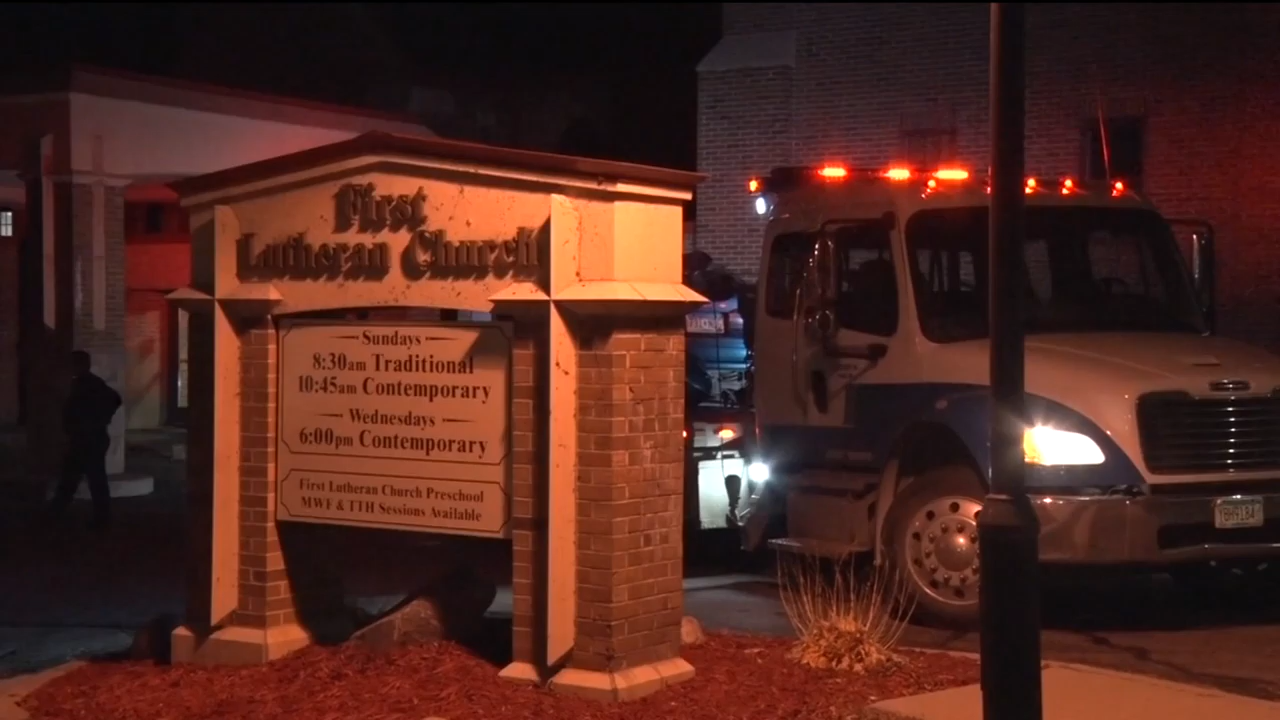 First
Lutheran Church
Sundays
8:30am Traditional
10:45am Contemporary
Wednesdays
6:00pm Contemporary
First Lutheran Church Preschool
MWF & TTH Sessions Available